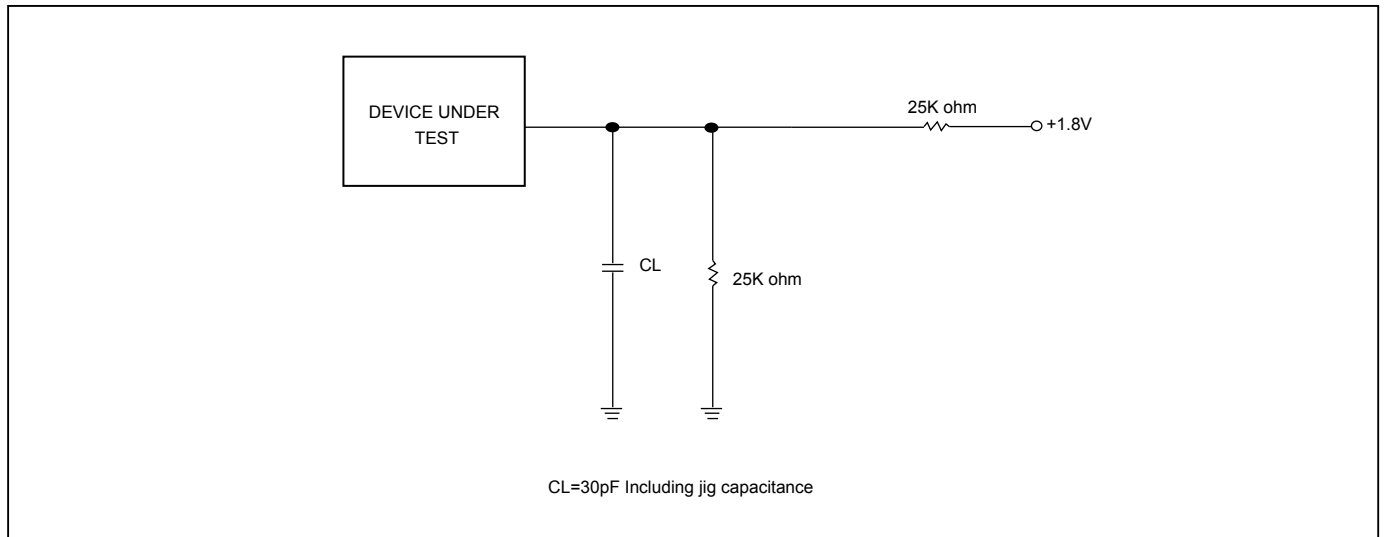 DEVICE UNDER
TEST
25K ohm
+1.8V
CL
25K ohm
CL=30pF Including jig capacitance